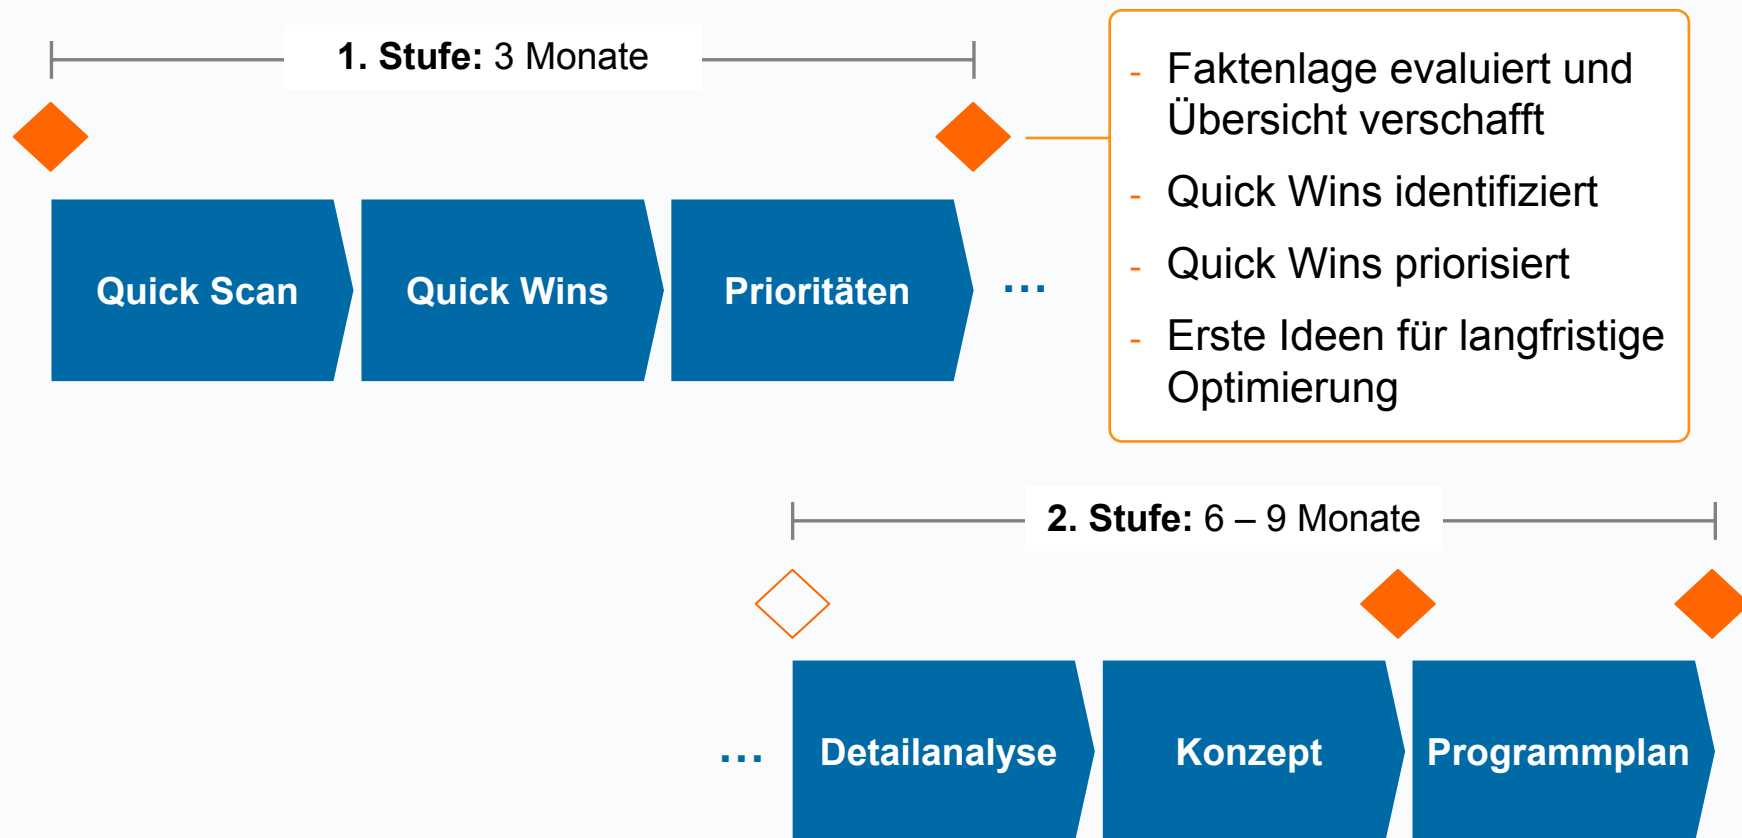 1. Stufe: 3 Monate
- Faktenlage evaluiert und
Übersicht verschafft
- Quick Wins identifiziert
- Quick Wins priorisiert
- Erste Ideen für langfristige
Optimierung
Quick Scan
Quick Wins
Prioritäten
...
2. Stufe: 6 – 9 Monate
...
Detailanalyse
Konzept
Programmplan